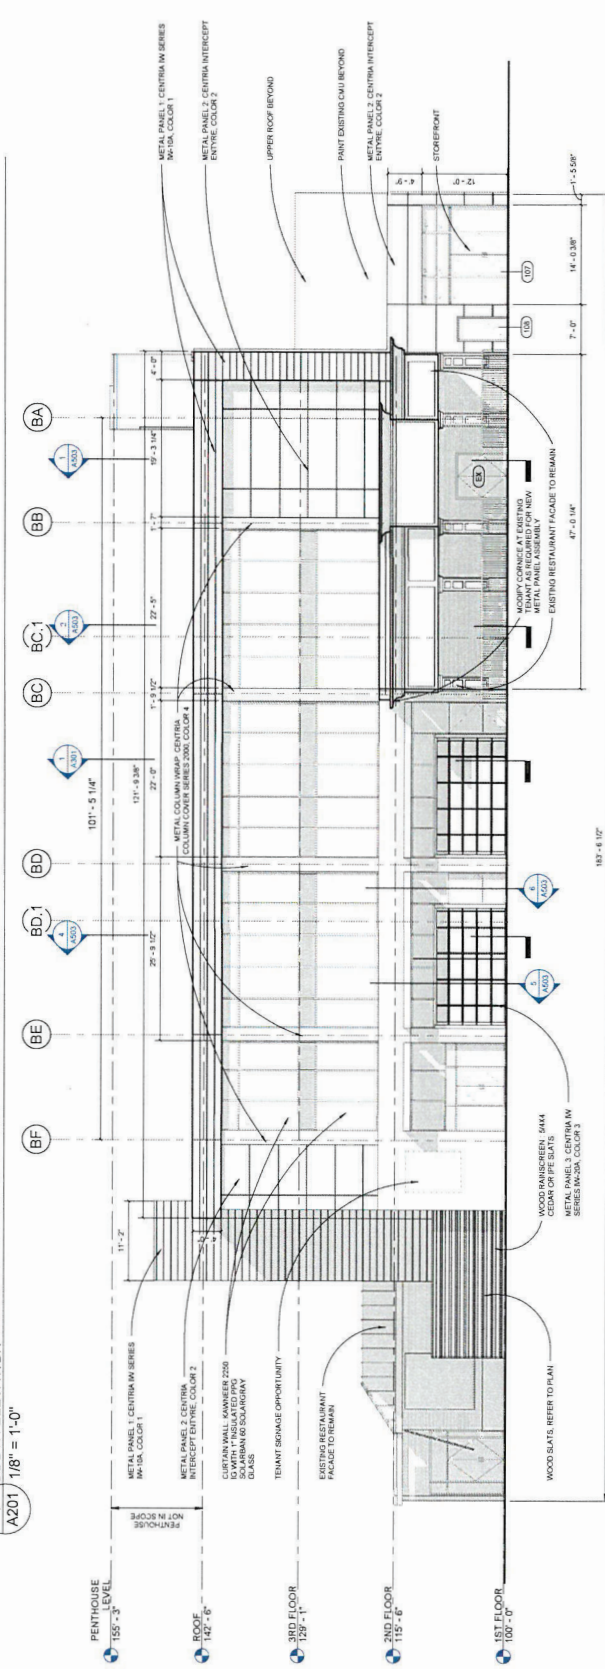 A201
1/8" = 1'-0"
PENTHOUSE
LEVEL
155' - 3"
ROOF
142' - 6"
3RD FLOOR
129' - 1"
2ND FLOOR
115' - 6"
1ST FLOOR
100' - 0"
PENTHOUSE
NOT IN SCOPE
BF
BE
BD.1
BD
BC
BC.1
BB
BA
4
A503
1
A301
2
A503
1
A503
101' - 5 1/4"
121' - 9 3/8"
25' - 9 1/2"
22' - 0"
1' - 9 1/2"
22' - 5"
1' - 7"
19' - 3 1/4"
4' - 0"
11' - 2"
METAL PANEL 1: CENTRIA IW SERIES
IW-10A, COLOR 1
METAL PANEL 2: CENTRIA
INTERCEPT ENTYRE, COLOR 2
CURTAIN WALL: KAWNEER 2250
IG WITH 1" INSULATED PPG
SOLARBAN 60 SOLARGRAY
GLASS
TENANT SIGNAGE OPPORTUNITY
EXISTING RESTAURANT
FACADE TO REMAIN
WOOD SLATS, REFER TO PLAN
METAL COLUMN WRAP: CENTRIA
COLUMN COVER SERIES 2000, COLOR 4
METAL PANEL 1: CENTRIA IW SERIES
IW-10A, COLOR 1
METAL PANEL 2: CENTRIA INTERCEPT
ENTYRE, COLOR 2
UPPER ROOF BEYOND
PAINT EXISTING CMU BEYOND
METAL PANEL 2: CENTRIA INTERCEPT
ENTYRE, COLOR 2
STOREFRONT
4' - 9"
12' - 0"
1' - 5 5/8"
14' - 0 3/8"
7' - 0"
47' - 0 1/4"
107
108
EX
WOOD RAINSCREEN : 5/4X4
CEDAR OR IPE SLATS
METAL PANEL 3: CENTRIA IW
SERIES IW-20A, COLOR 3
5
A503
6
A503
MODIFY CORNICE AT EXISTING
TENANT AS REQUIRED FOR NEW
METAL PANEL ASSEMBLY
EXISTING RESTAURANT FACADE TO REMAIN
183' - 6 1/2"